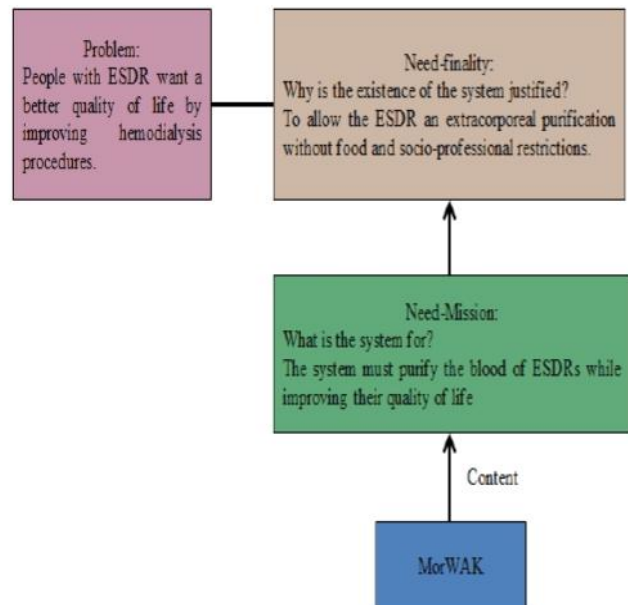 Problem:
People with ESDR want a
better quality of life by
improving hemodialysis
procedures.
Need-finality:
Why is the existence of the system justified?
To allow the ESDR an extracorporeal purification
without food and socio-professional restrictions.
Need-Mission:
What is the system for?
The system must purify the blood of ESDRs while
improving their quality of life
Content
MorWAK